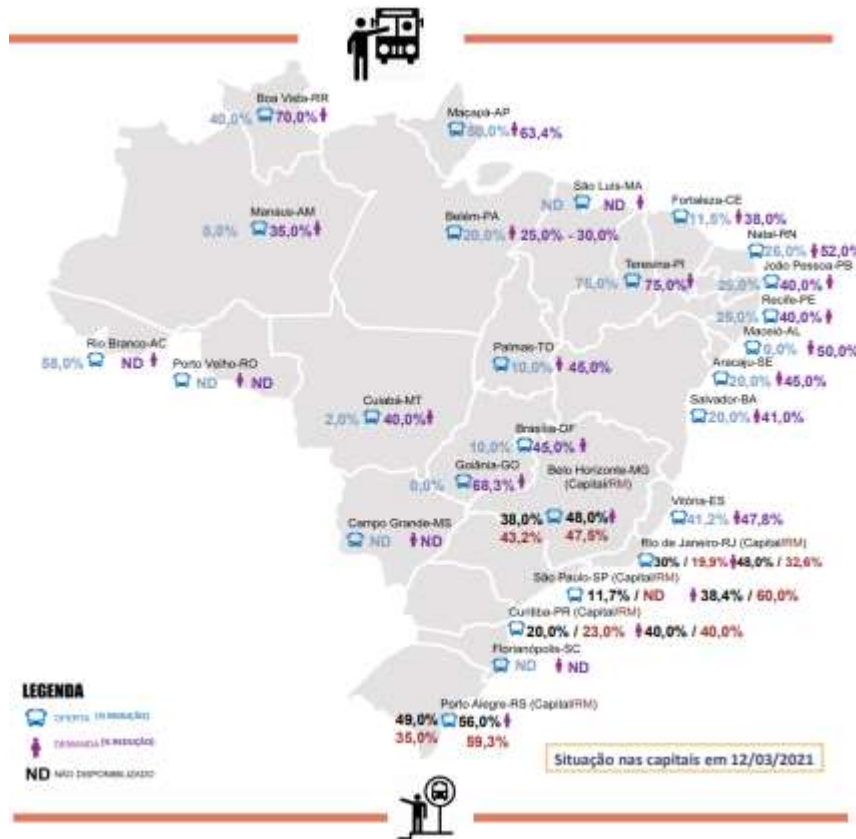 Boa Vista-RR
40,0% 70,0%
Macapá-AP
50,0% 63,4%
São Luís-MA
ND ND
Fortaleza-CE
11,5% 38,0%
Manaus-AM
0,0% 35,0%
Belém-PA
20,0% 25,0% - 30,0%
Natal-RN
26,0% 52,0%
Teresina-PI
75,0%
João Pessoa-PB
40,0%
Recife-PE
25,0% 40,0%
Maceió-AL
0,0% 50,0%
Rio Branco-AC
58,0% ND
Porto Velho-RO
ND ND
Palmas-TO
10,0% 45,0%
Aracaju-SE
20,0% 45,0%
Cuiabá-MT
2,0% 40,0%
Salvador-BA
20,0% 41,0%
Brasília-DF
10,0% 45,0%
Goiânia-GO
0,0% 68,3%
Belo Horizonte-MG
(Capital/RM)
38,0% 48,0%
43,2% 47,5%
Vitória-ES
41,2% 47,8%
Campo Grande-MS
ND ND
Rio de Janeiro-RJ (Capital/RM)
30% / 19,9% 48,0% / 32,6%
São Paulo-SP (Capital/RM)
11,7% / ND 38,4% / 60,0%
Curitiba-PR (Capital/RM)
20,0% / 23,0% 40,0% / 40,0%
Florianópolis-SC
ND ND
LEGENDA
OFERTA (% REDUÇÃO)
DEMANDA (% REDUÇÃO)
ND NÃO DISPONIBILIZADO
Porto Alegre-RS (Capital/RM)
49,0% 56,0%
35,0% 59,3%
Situação nas capitais em 12/03/2021